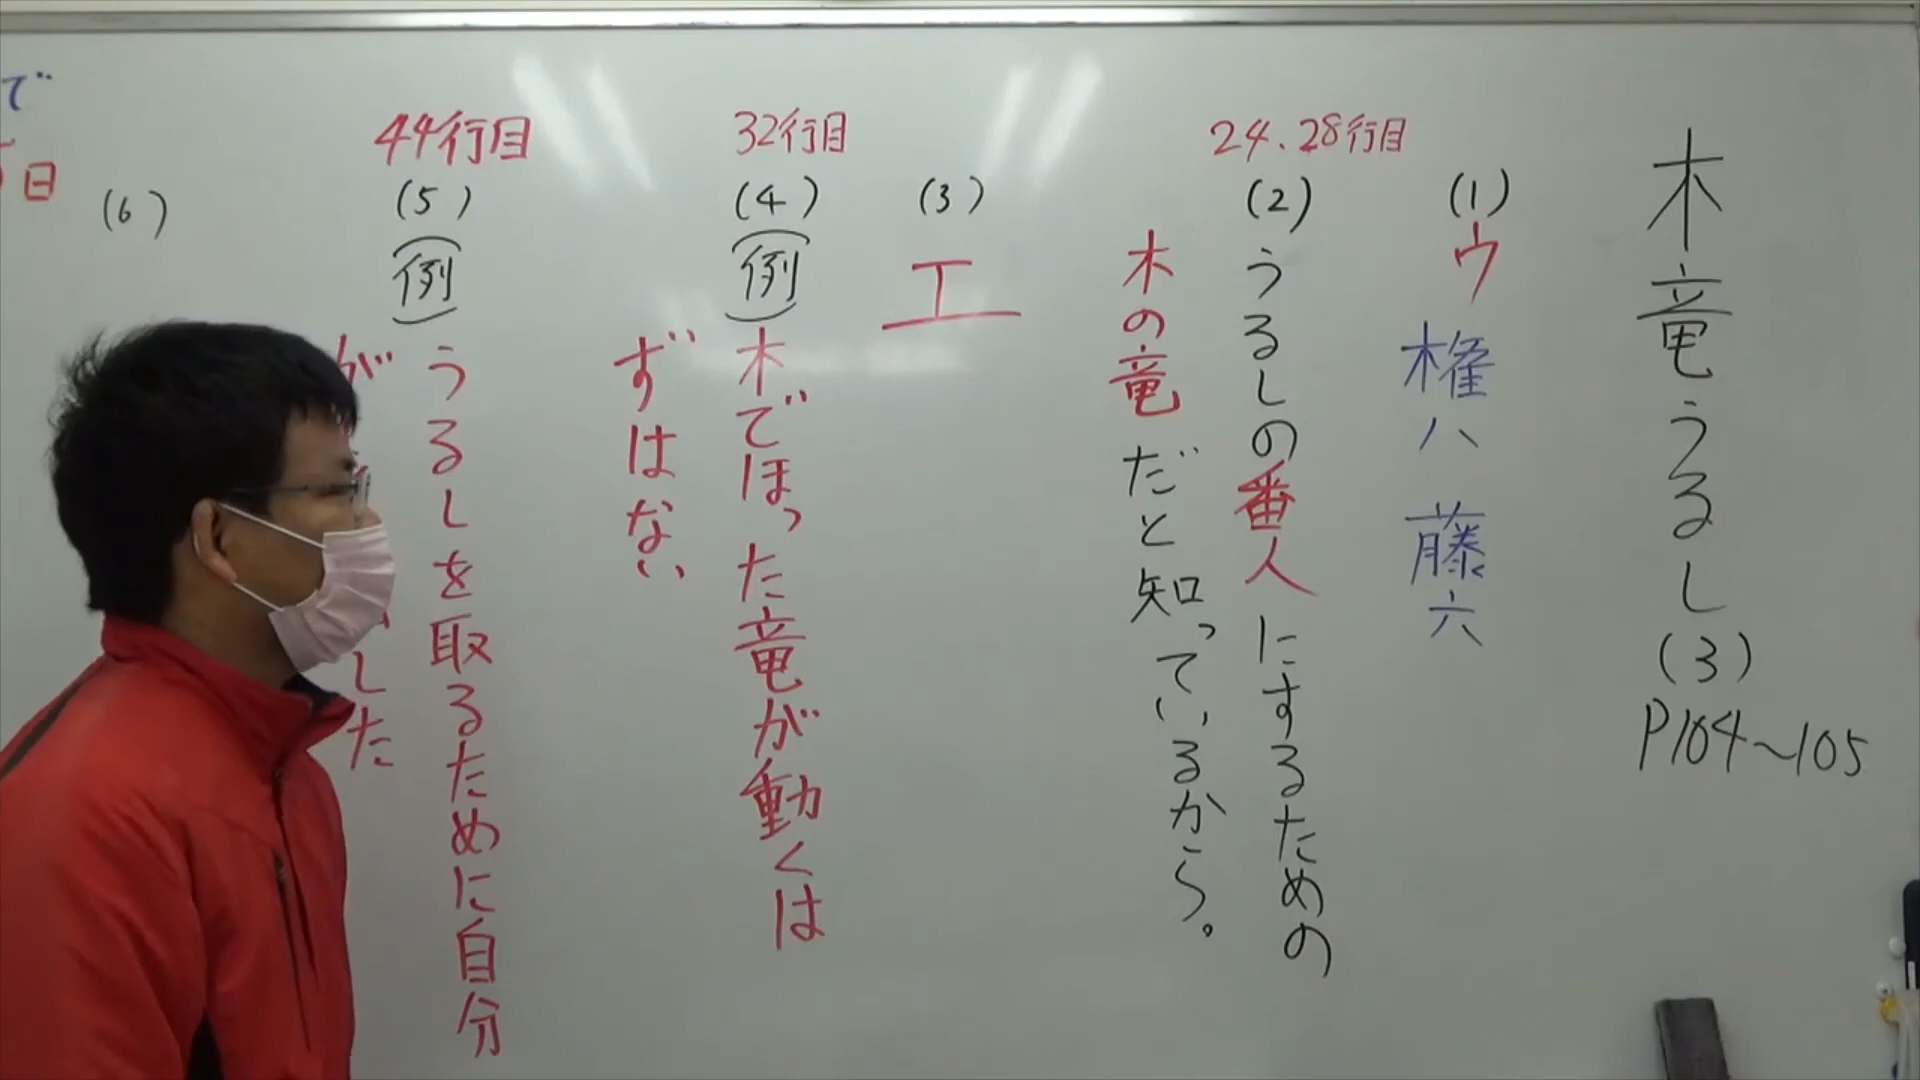 木竜うるし(3)
P104~105
(1)
ウ
権八 藤六
24、28行目
(2)
うるしの番人にするための
木の竜だと知っているから。
(3)
エ
32行目
(4)
(例)
木でほった竜が動くは
ずはない
44行目
(5)
(例)
うるしを取るために自分
が
した
(6)
で
日